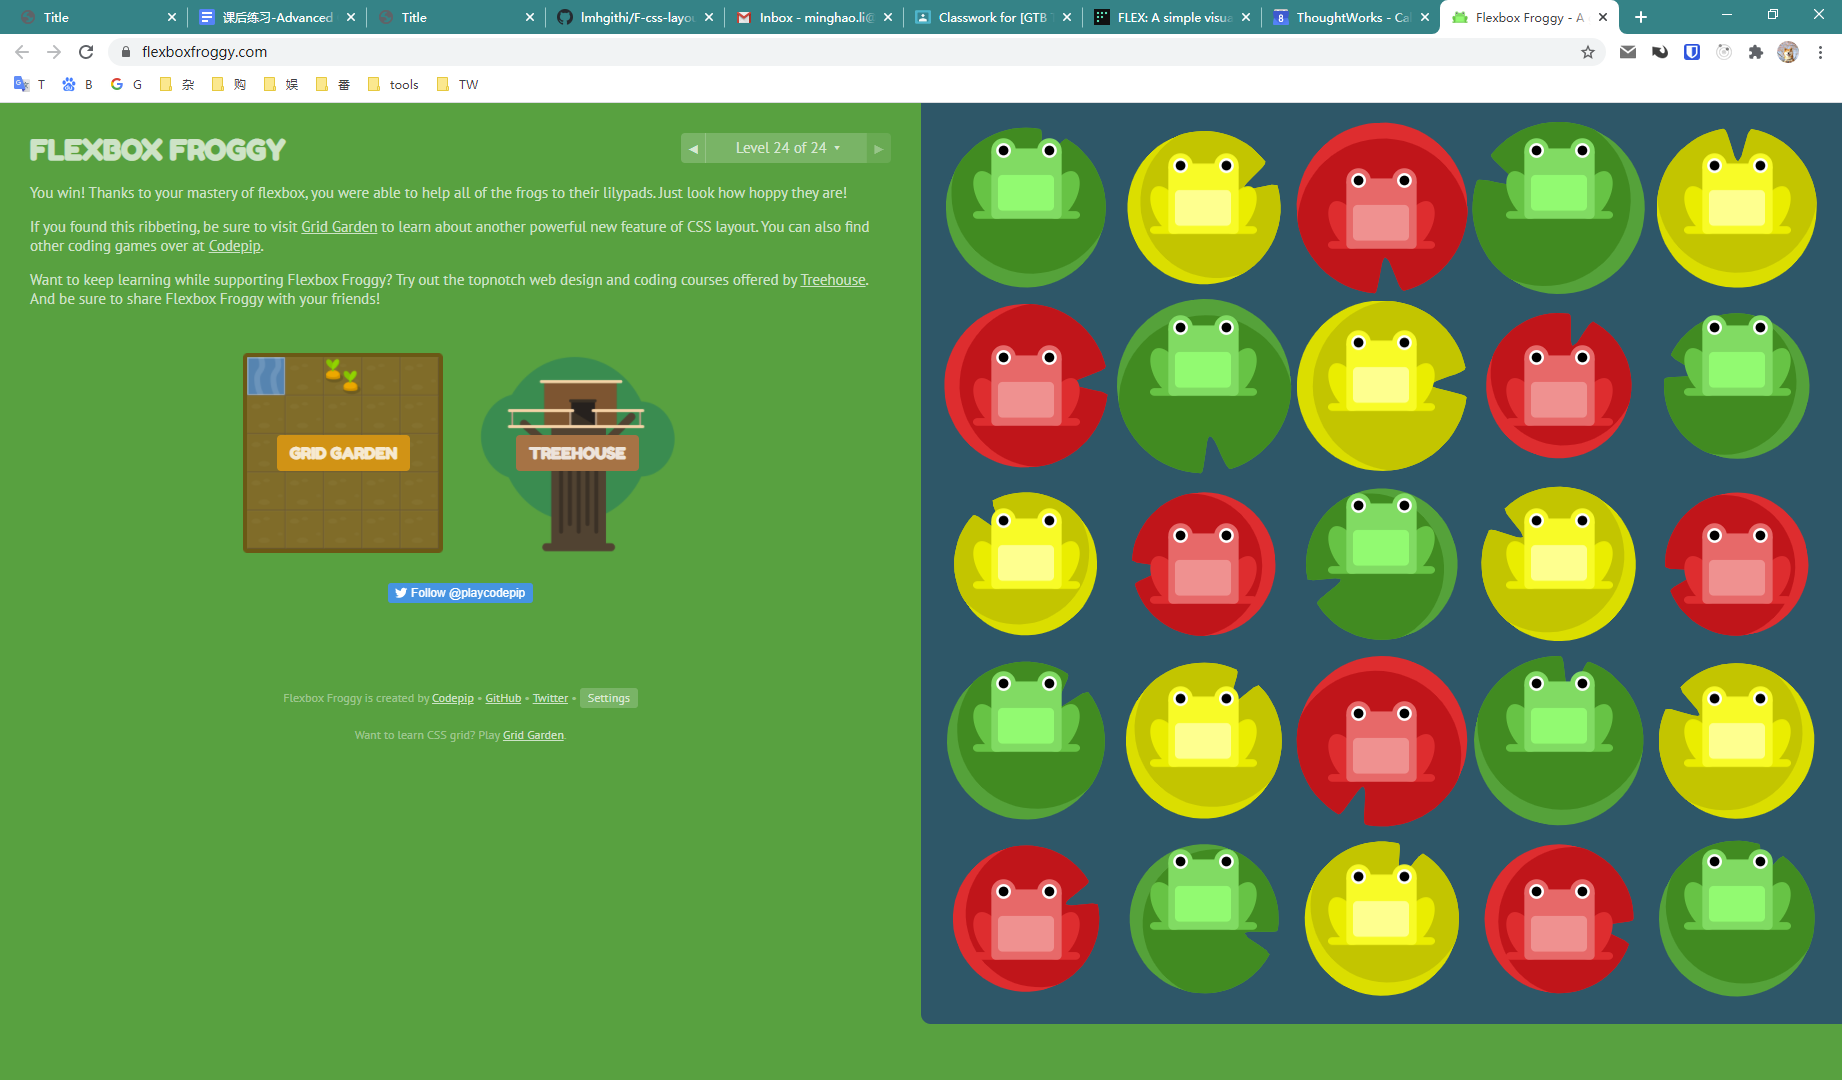 Title
课后练习-Advanced
Title
lmhgithi/F-css-layou
Inbox - minghao.li@
Classwork for [GTB T
FLEX: A simple visua
ThoughtWorks - Cal
Flexbox Froggy - A
flexboxfroggy.com
T
B
G
杂
购
娱
番
tools
TW
FLEXBOX FROGGY
Level 24 of 24
You win! Thanks to your mastery of flexbox, you were able to help all of the frogs to their lilypads. Just look how hoppy they are!
If you found this ribbeting, be sure to visit Grid Garden to learn about another powerful new feature of CSS layout. You can also find
other coding games over at Codepip.
Want to keep learning while supporting Flexbox Froggy? Try out the topnotch web design and coding courses offered by Treehouse.
And be sure to share Flexbox Froggy with your friends!
GRID GARDEN
TREEHOUSE
Follow @playcodepip
Flexbox Froggy is created by Codepip • GitHub • Twitter • Settings
Want to learn CSS grid? Play Grid Garden.